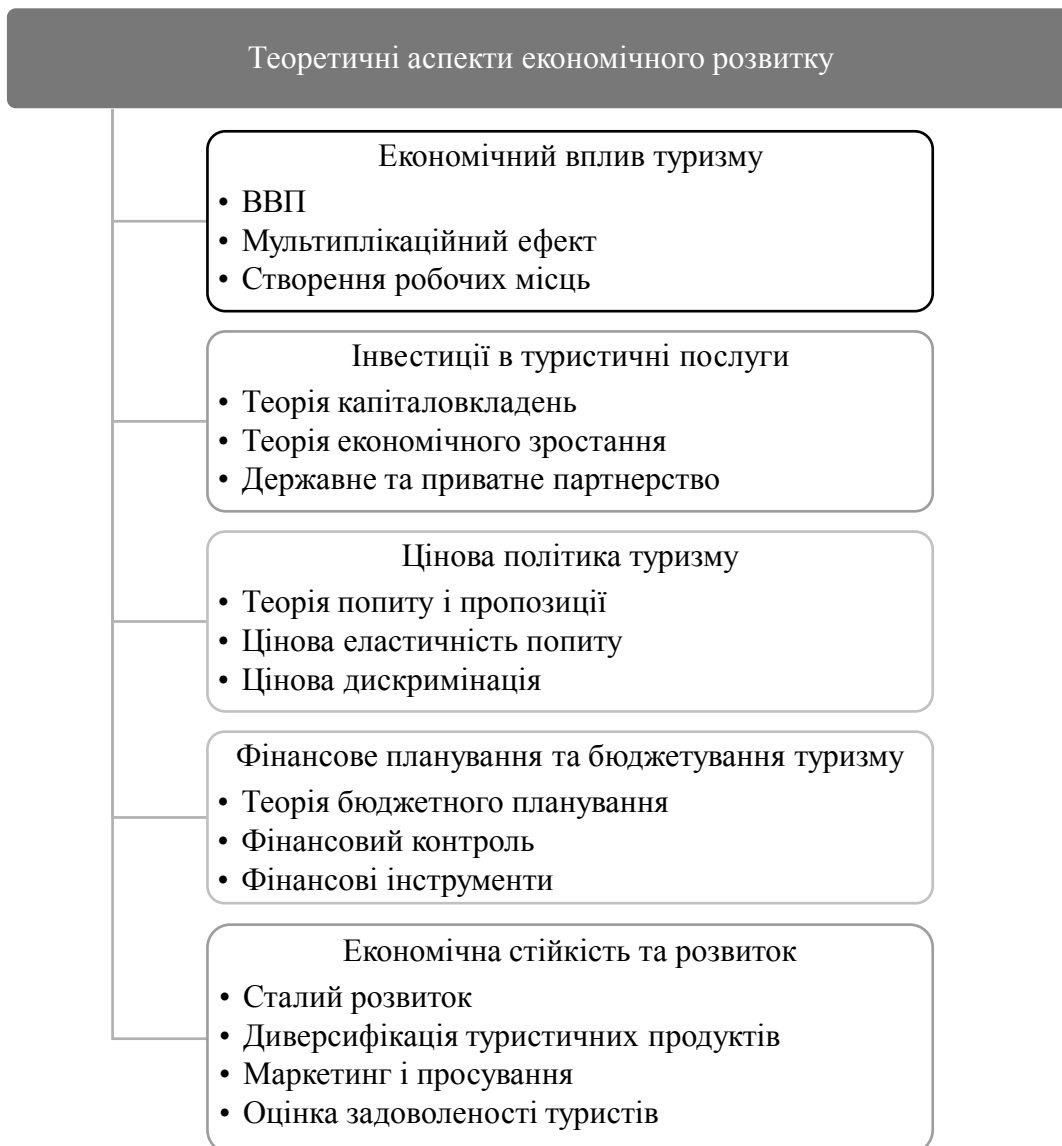 Теоретичні аспекти економічного розвитку
Економічний вплив туризму
• ВВП
• Мультиплікаційний ефект
• Створення робочих місць
Інвестиції в туристичні послуги
• Теорія капіталовкладень
• Теорія економічного зростання
• Державне та приватне партнерство
Цінова політика туризму
• Теорія попиту і пропозиції
• Цінова еластичність попиту
• Цінова дискримінація
Фінансове планування та бюджетування туризму
• Теорія бюджетного планування
• Фінансовий контроль
• Фінансові інструменти
Економічна стійкість та розвиток
• Сталий розвиток
• Диверсифікація туристичних продуктів
• Маркетинг і просування
• Оцінка задоволеності туристів